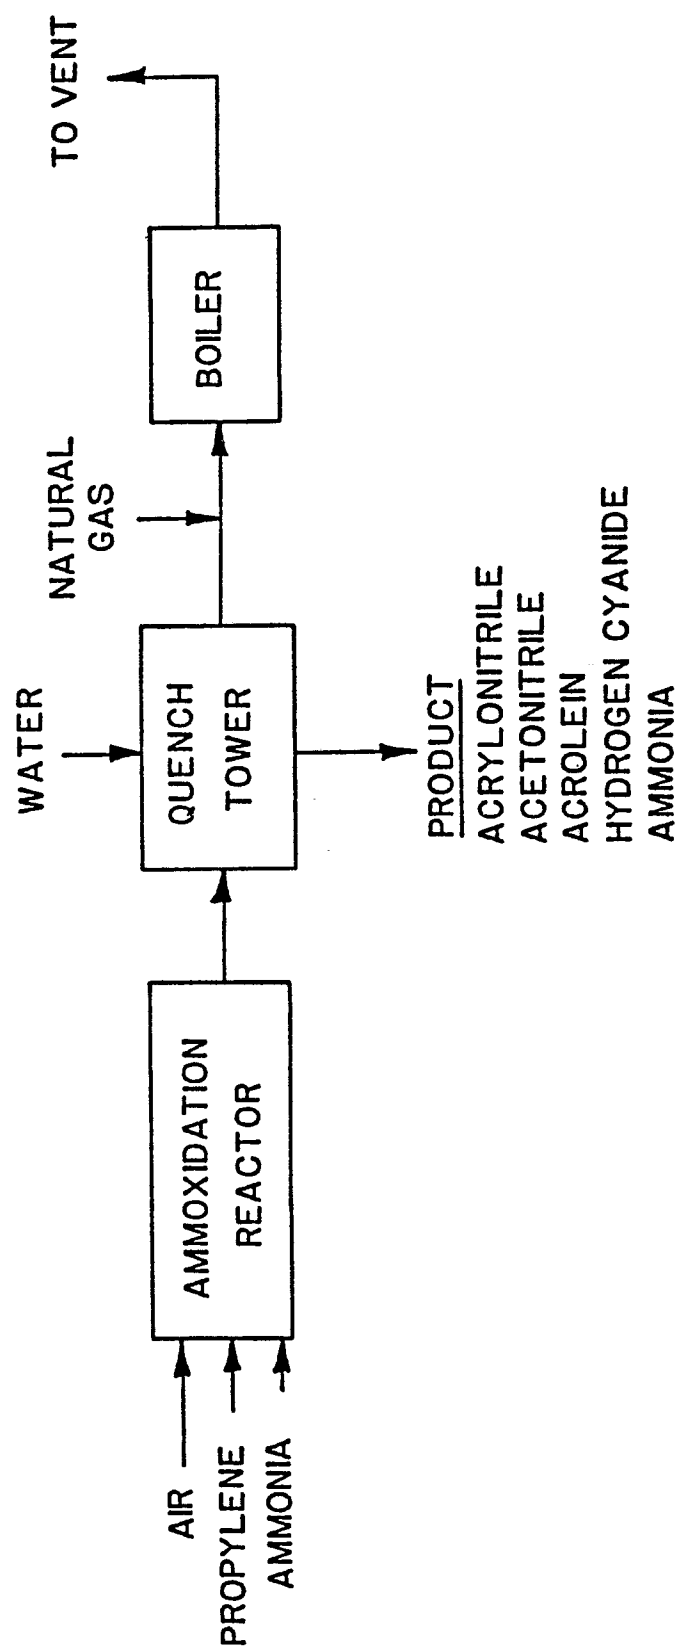 AIR
PROPYLENE
AMMONIA
AMMOXIDATION
REACTOR
WATER
QUENCH
TOWER
PRODUCT
ACRYLONITRILE
ACETONITRILE
ACROLEIN
HYDROGEN CYANIDE
AMMONIA
NATURAL
GAS
BOILER
TO VENT